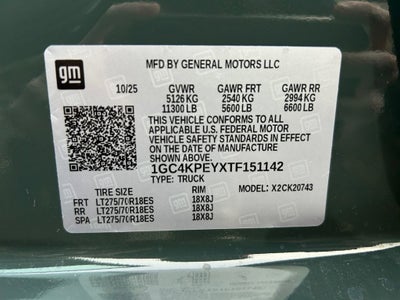 gm
MFD BY GENERAL MOTORS LLC
10/25 GVWR GAWR FRT GAWR RR
5126 KG 2540 KG 2994 KG
11300 LB 5600 LB 6600 LB
THIS VEHICLE CONFORMS TO ALL
APPLICABLE U.S. FEDERAL MOTOR
VEHICLE SAFETY STANDARDS IN EFFECT
ON THE DATE OF MANUFACTURE
SHOWN ABOVE.
1GC4KPEYXTF151142
TYPE: TRUCK
TIRE SIZE RIM MODEL: X2CK20743
FRT LT275/70R18ES 18X8J
RR LT275/70R18ES 18X8J
SPA LT275/70R18ES 18X8J